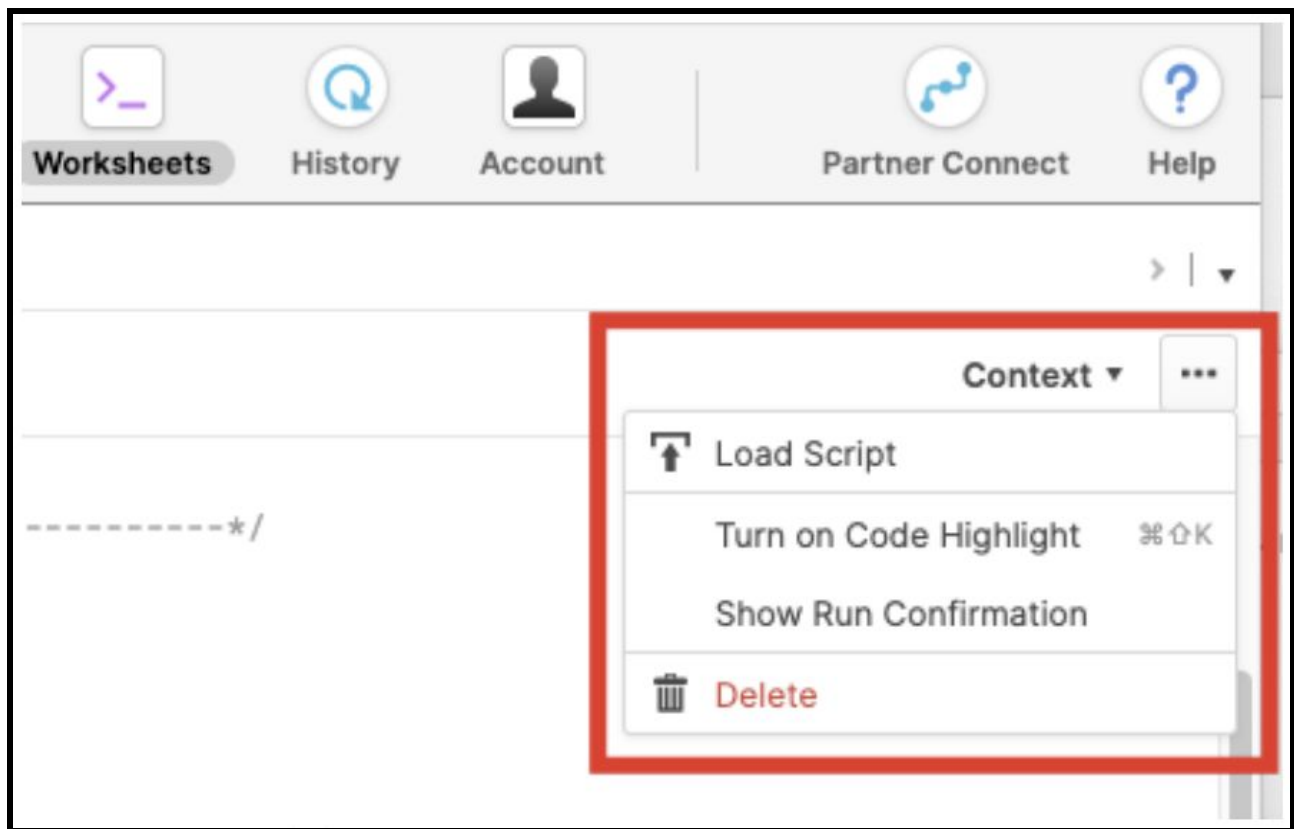 Worksheets History Account Partner Connect Help
Context
Load Script
----------*/
Turn on Code Highlight ⌘⇧K
Show Run Confirmation
Delete